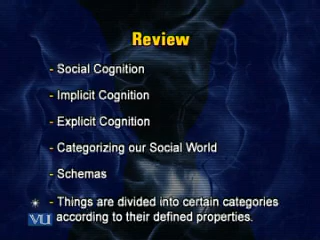 Review
- Social Cognition
- Implicit Cognition
- Explicit Cognition
- Categorizing our Social World
- Schemas
- Things are divided into certain categories
according to their defined properties.
VU